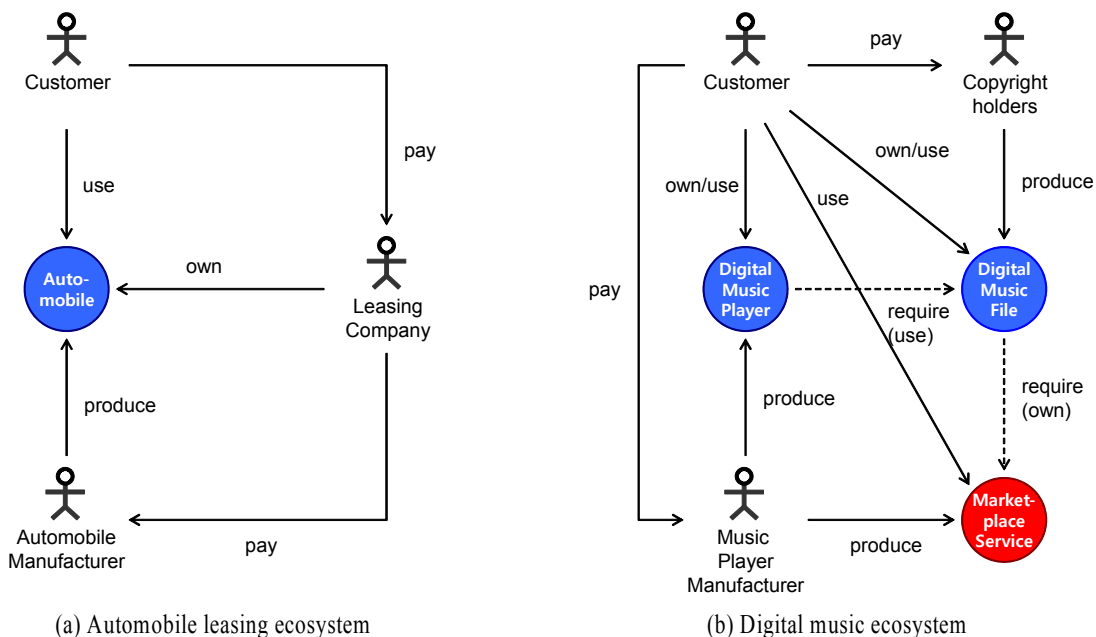 Customer
pay
use
Auto-
mobile
own
Leasing
Company
produce
Automobile
Manufacturer
pay
(a) Automobile leasing ecosystem
Customer
pay
Copyright
holders
own/use
own/use
use
produce
pay
Digital
Music
Player
Digital
Music
File
require
(use)
require
(own)
produce
Music
Player
Manufacturer
produce
Market-
place
Service
(b) Digital music ecosystem